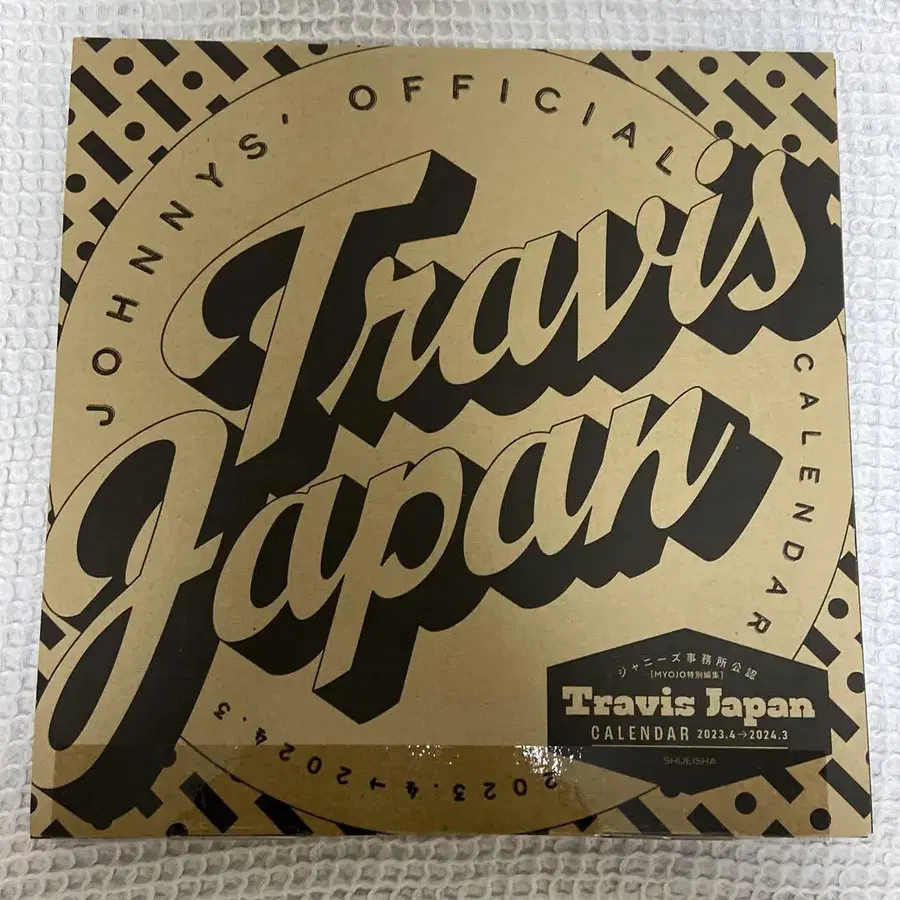 JOHNNYS' OFFICIAL
CALENDAR
Travis
Japan
2023.4→2024.3
ジャニーズ事務所公認
[MYOJO特別編集]
Travis Japan
CALENDAR 2023.4→2024.3
SHUEISHA